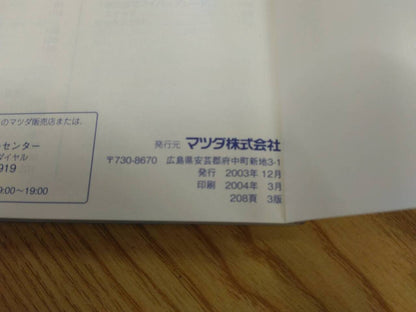 のマツダ販売店または、
センター
ダイヤル
919
9:00～19:00
発行元 マツダ株式会社
〒730-8670 広島県安芸郡府中町新地3-1
発行 2003年 12月
印刷 2004年 3月
208頁 3版